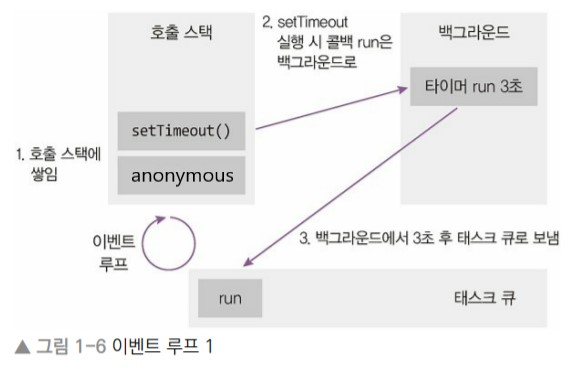 호출 스택
2. setTimeout
실행 시 콜백 run은
백그라운드로
백그라운드
타이머 run 3초
setTimeout()
1. 호출 스택에
쌓임
anonymous
이벤트
루프
3. 백그라운드에서 3초 후 태스크 큐로 보냄
run
태스크 큐
▲ 그림 1-6 이벤트 루프 1